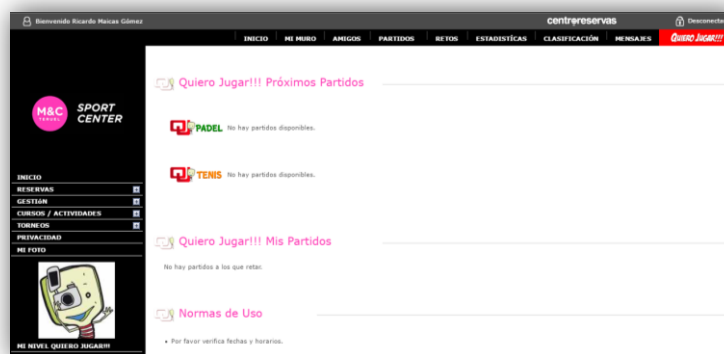 Bienvenido Ricardo Maicas Gómez
centroreservas
Desconecta
INICIO MI MURO AMIGOS PARTIDOS RETOS ESTADISTÍCAS CLASIFICACIÓN MENSAJES QUIERO JUGAR!!!
Quiero Jugar!!! Próximos Partidos
M&C
TERUEL
SPORT
CENTER
PADEL No hay partidos disponibles.
TENIS No hay partidos disponibles.
INICIO
RESERVAS
GESTIóN
CURSOS / ACTIVIDADES
TORNEOS
PRIVACIDAD
MI FOTO
Quiero Jugar!!! Mis Partidos
No hay partidos a los que retar.
Normas de Uso
• Por favor verifica fechas y horarios.
MI NIVEL QUIERO JUGAR!!!